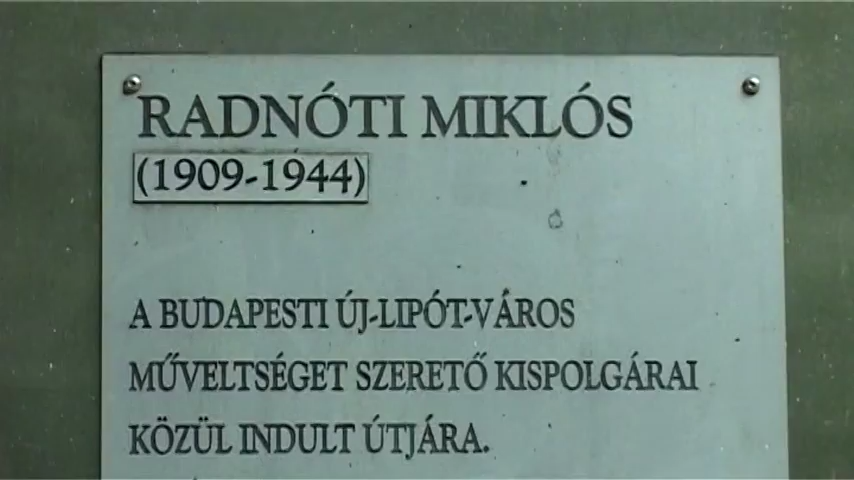 RADNÓTI MIKLÓS
(1909-1944)
A BUDAPESTI ÚJ-LIPÓT-VÁROS
MŰVELTSÉGET SZERETŐ KISPOLGÁRAI
KÖZÜL INDULT ÚTJÁRA.